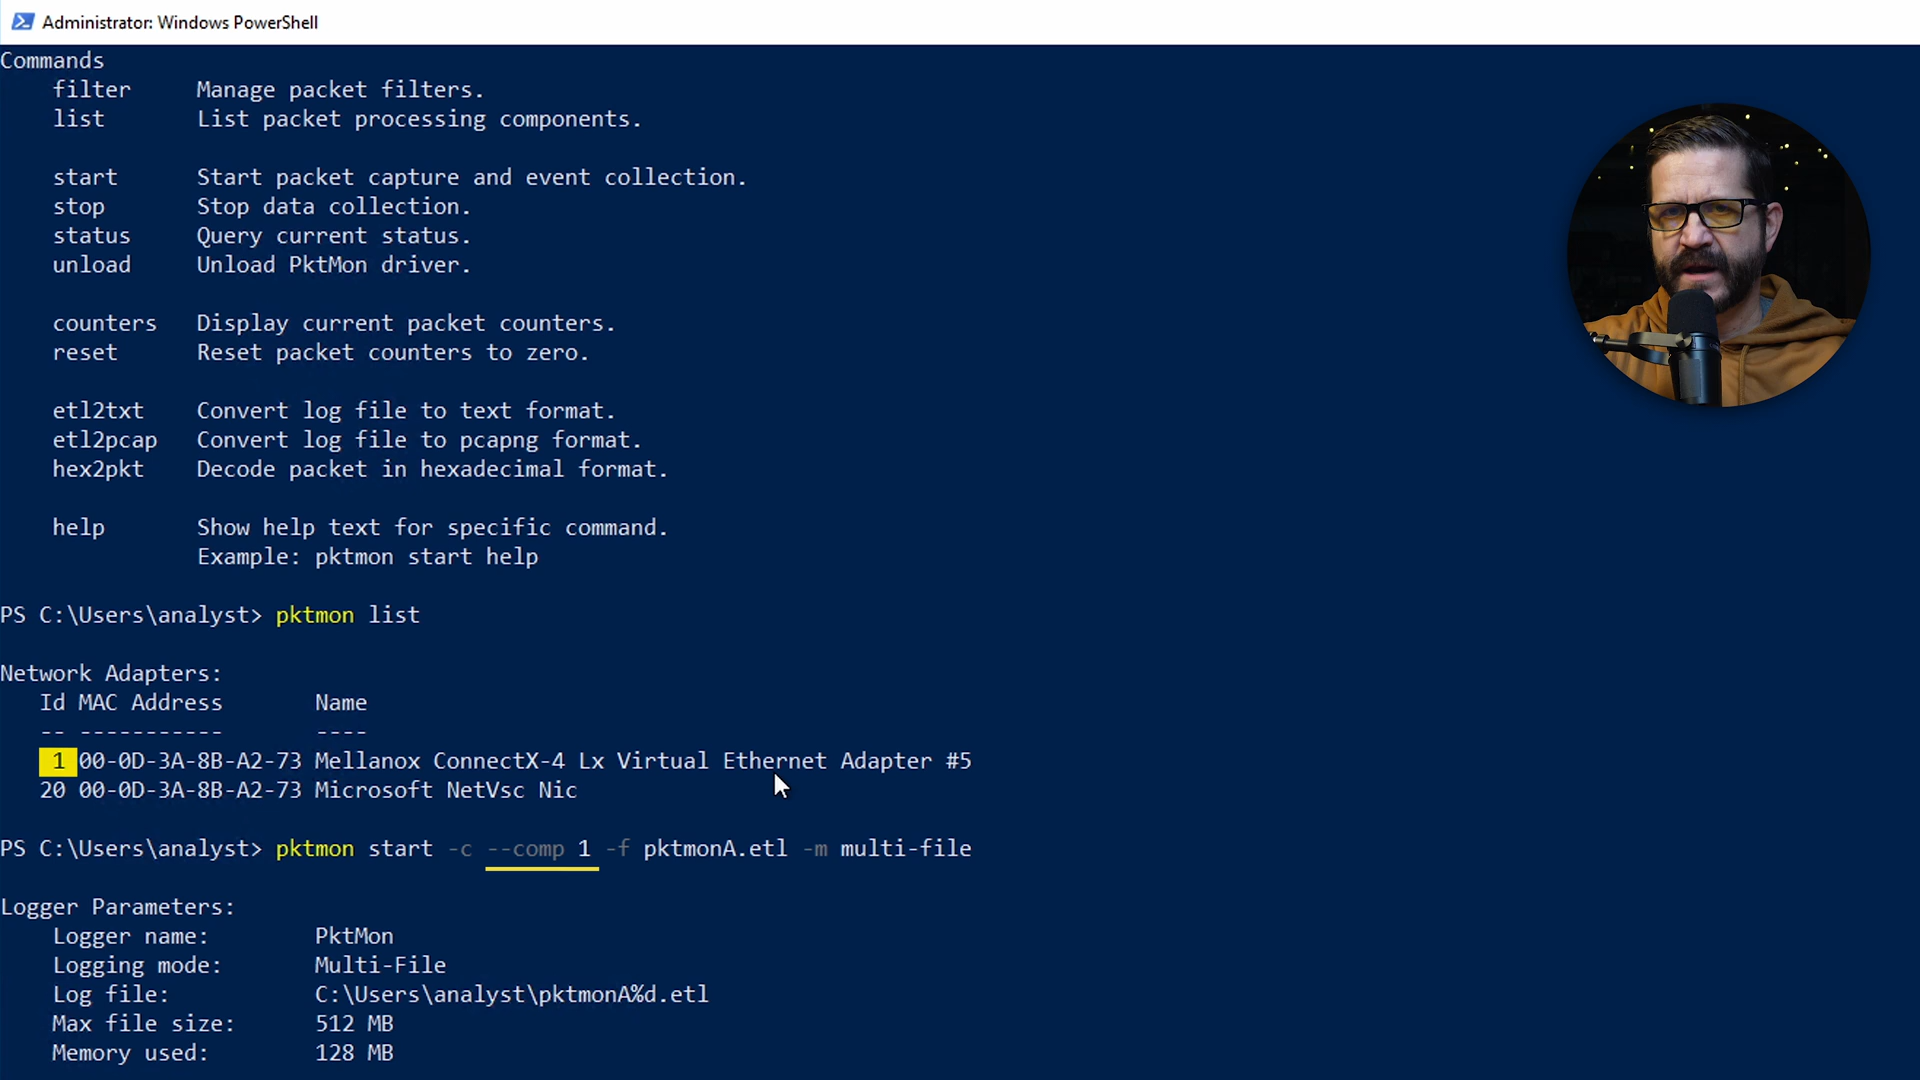 Administrator: Windows PowerShell
Commands
filter Manage packet filters.
list List packet processing components.
start Start packet capture and event collection.
stop Stop data collection.
status Query current status.
unload Unload PktMon driver.
counters Display current packet counters.
reset Reset packet counters to zero.
etl2txt Convert log file to text format.
etl2pcap Convert log file to pcapng format.
hex2pkt Decode packet in hexadecimal format.
help Show help text for specific command.
Example: pktmon start help
PS C:\Users\analyst> pktmon list
Network Adapters:
Id MAC Address Name
-- ----------- ----
1 00-0D-3A-8B-A2-73 Mellanox ConnectX-4 Lx Virtual Ethernet Adapter #5
20 00-0D-3A-8B-A2-73 Microsoft NetVsc Nic
PS C:\Users\analyst> pktmon start -c --comp 1 -f pktmonA.etl -m multi-file
Logger Parameters:
Logger name: PktMon
Logging mode: Multi-File
Log file: C:\Users\analyst\pktmonA%d.etl
Max file size: 512 MB
Memory used: 128 MB